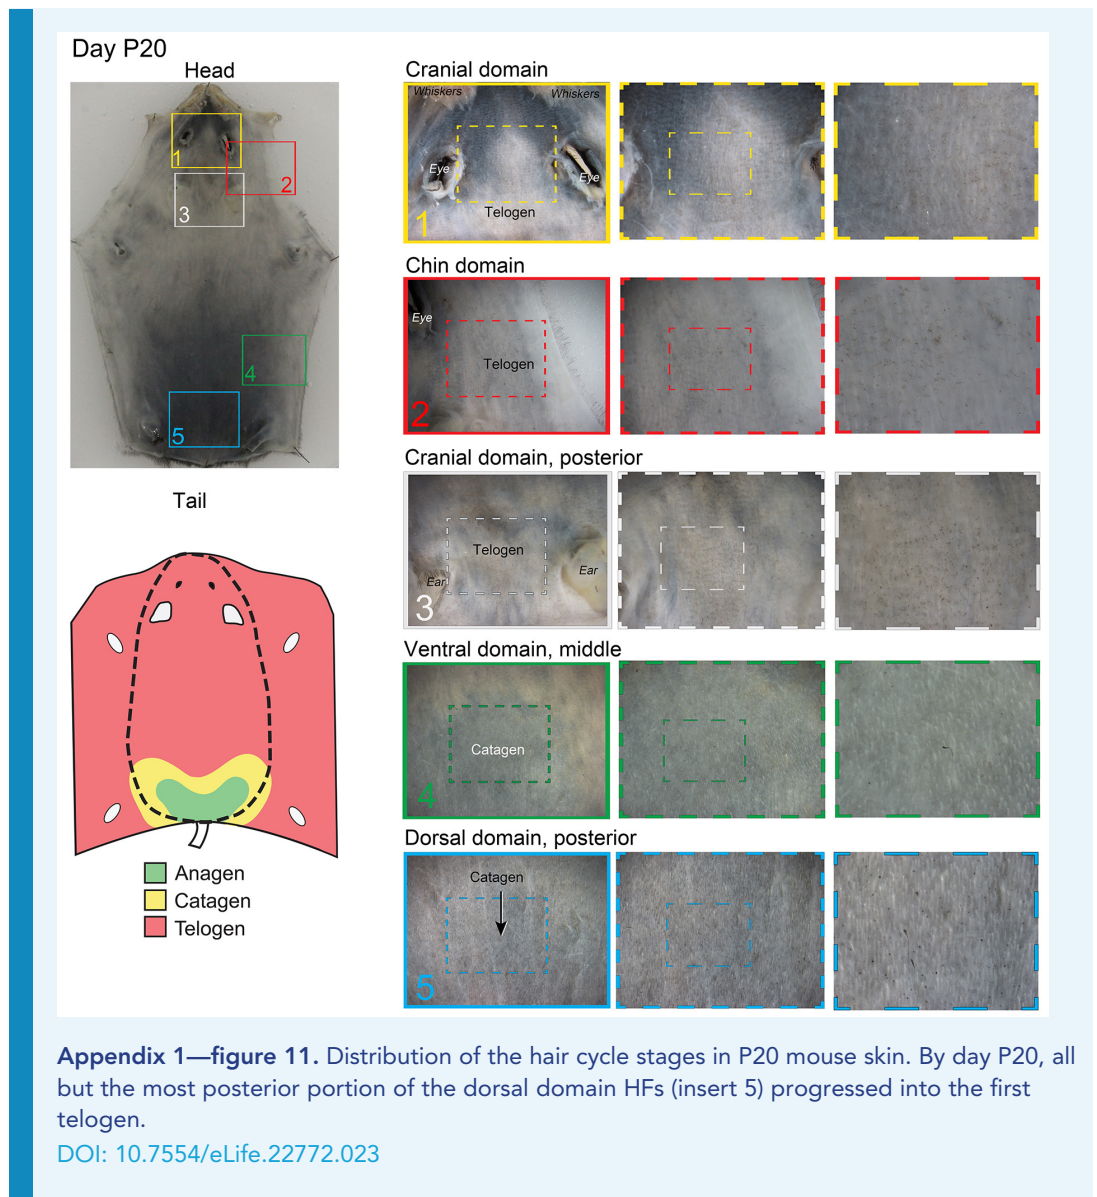 Day P20
Head
1
2
3
4
5
Tail
Anagen
Catagen
Telogen
Cranial domain
Whiskers
Whiskers
Eye
Eye
Telogen
1
Chin domain
Eye
Telogen
2
Cranial domain, posterior
Telogen
Ear
Ear
3
Ventral domain, middle
Catagen
4
Dorsal domain, posterior
Catagen
5
Appendix 1—figure 11. Distribution of the hair cycle stages in P20 mouse skin. By day P20, all
but the most posterior portion of the dorsal domain HFs (insert 5) progressed into the first
telogen.
DOI: 10.7554/eLife.22772.023